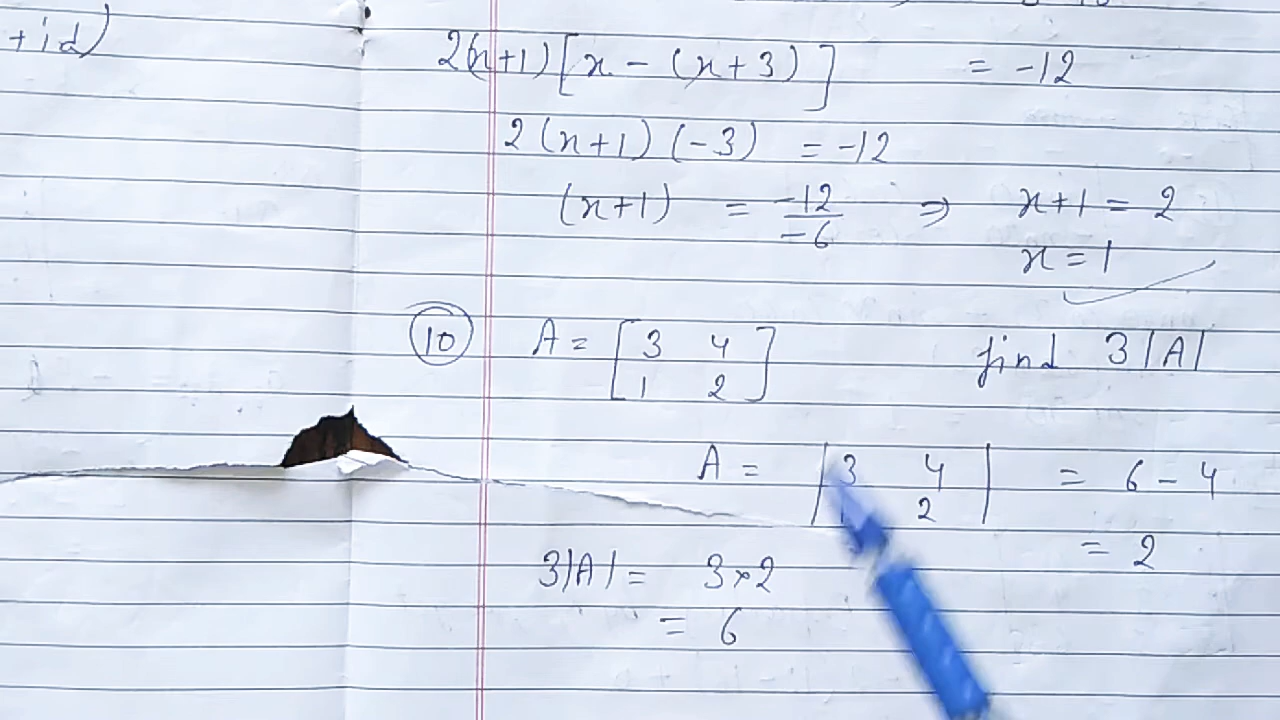 +id)
2(x+1)[x - (x+3)] = -12
2(x+1)(-3) = -12
(x+1) = -12/-6 ⇒ x+1 = 2
x = 1
10 A = [3 4 find 3|A|
1 2]
A = |3 4| = 6 - 4
2 = 2
3|A| = 3×2
= 6